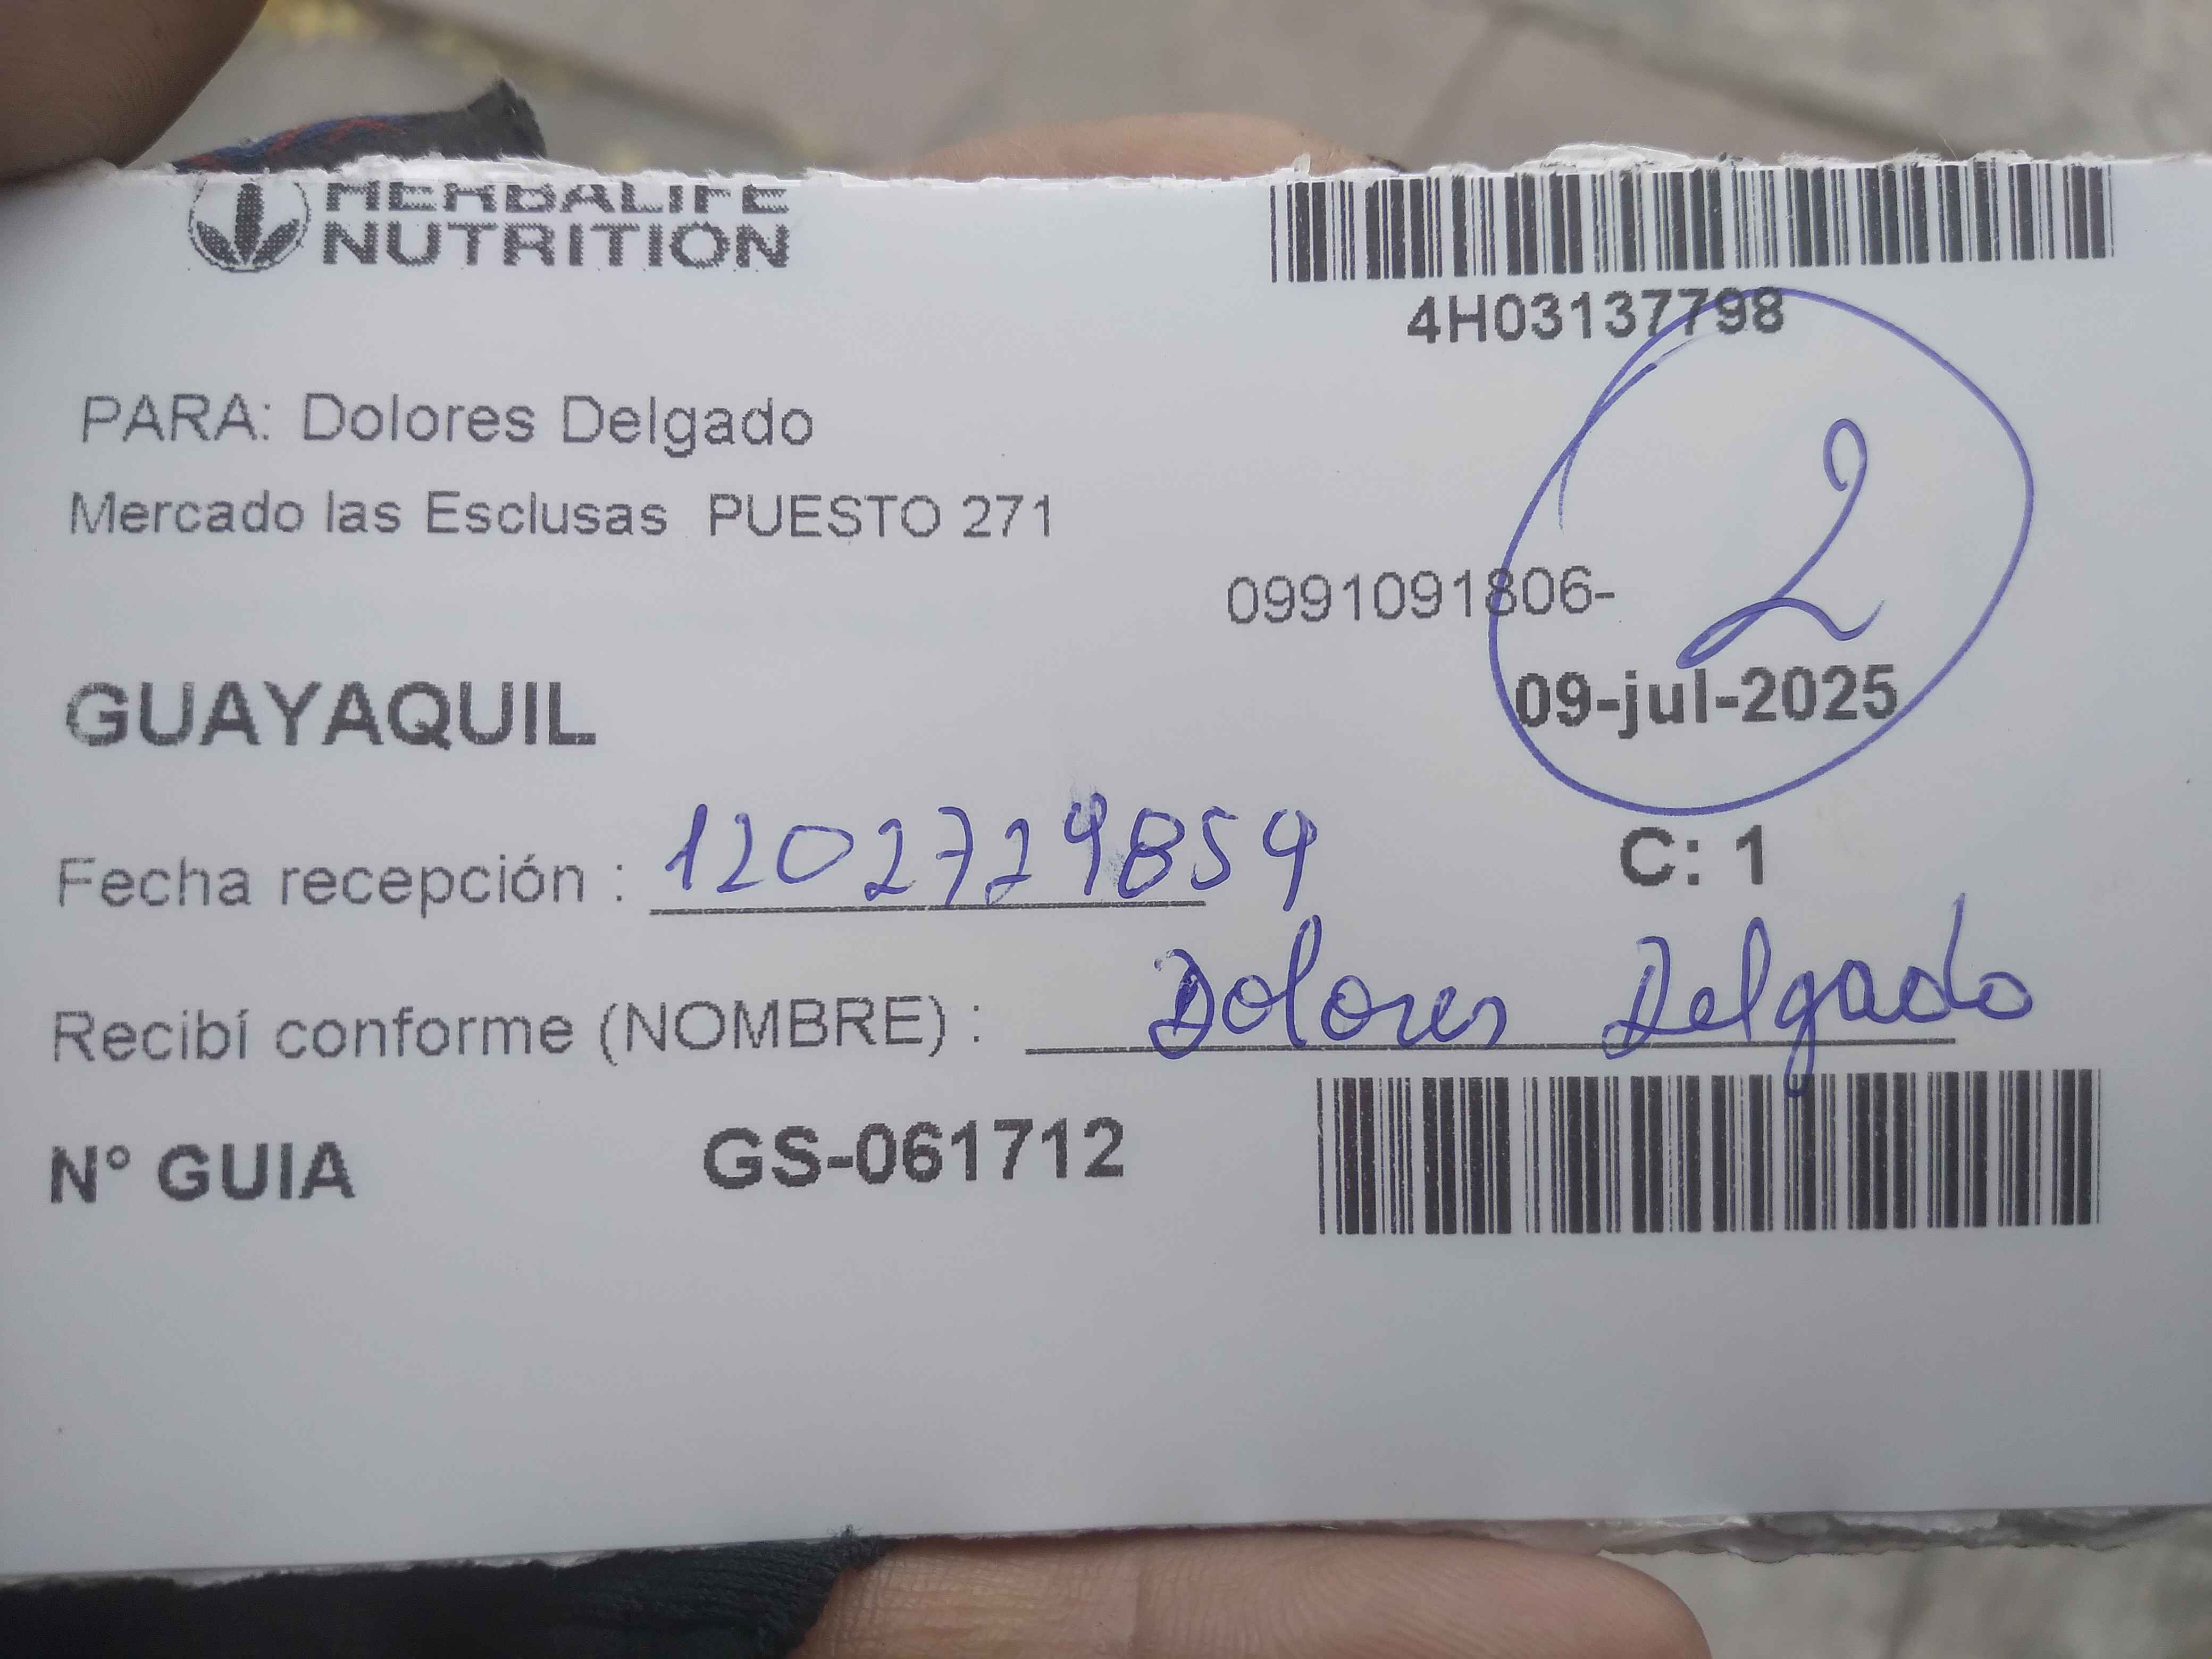 HERBALIFE
NUTRITION
4H03137798
PARA: Dolores Delgado
Mercado las Esclusas PUESTO 271
2
0991091806-
GUAYAQUIL
09-jul-2025
Fecha recepción : 1202729859
C: 1
Recibí conforme (NOMBRE) : Dolores Delgado
N° GUIA GS-061712